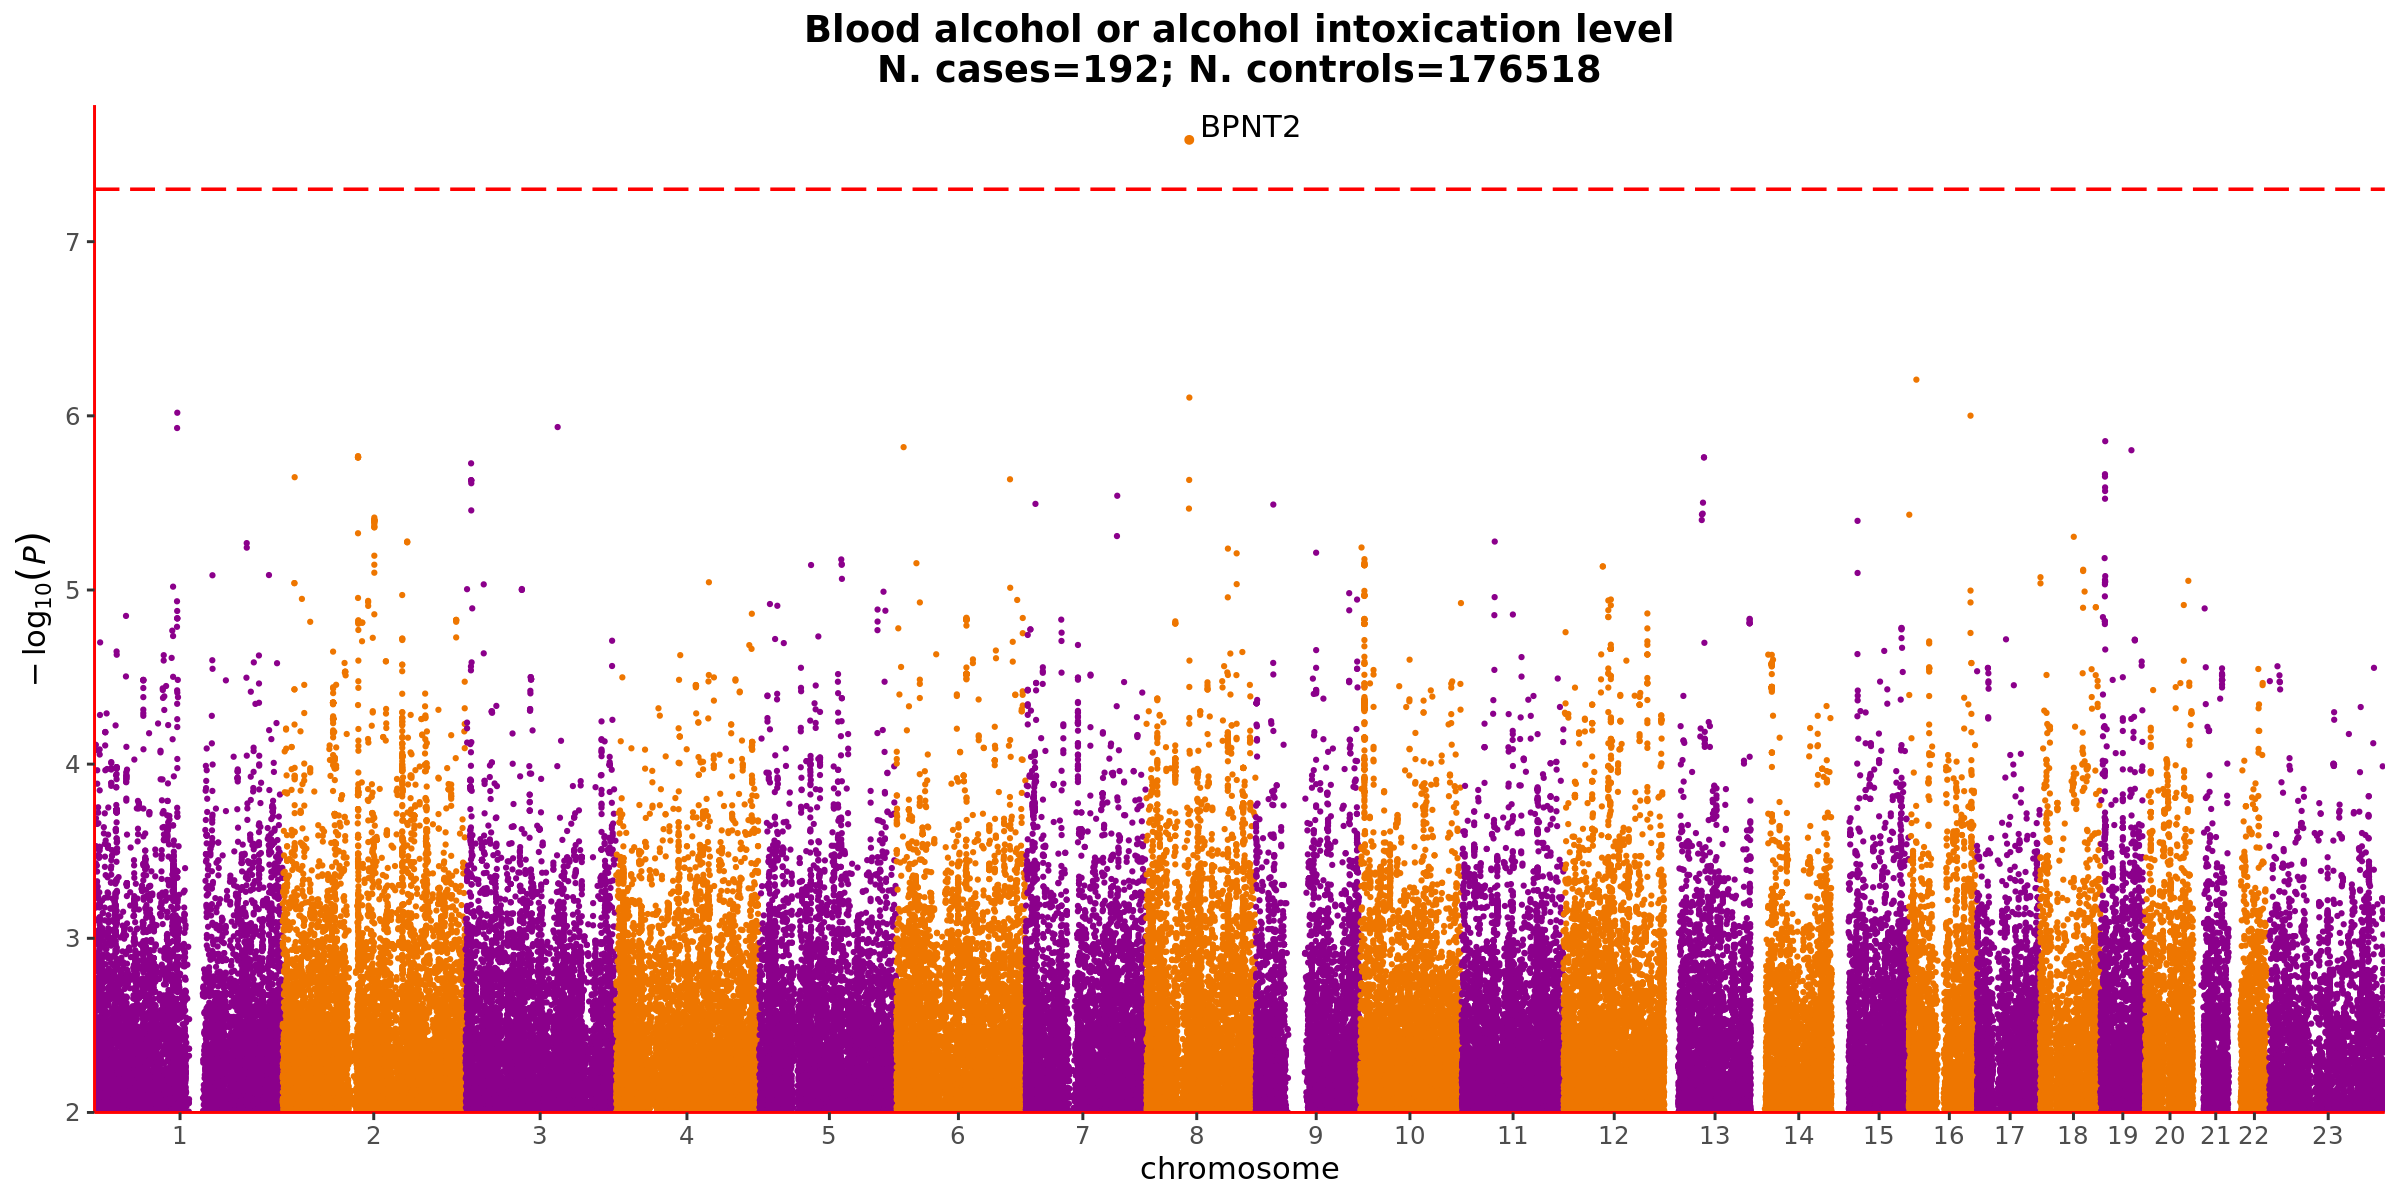 Blood alcohol or alcohol intoxication level
N. cases=192; N. controls=176518
BPNT2
−log10(P)
7
6
5
4
3
2
1 2 3 4 5 6 7 8 9 10 11 12 13 14 15 16 17 18 19 20 21 22 23
chromosome